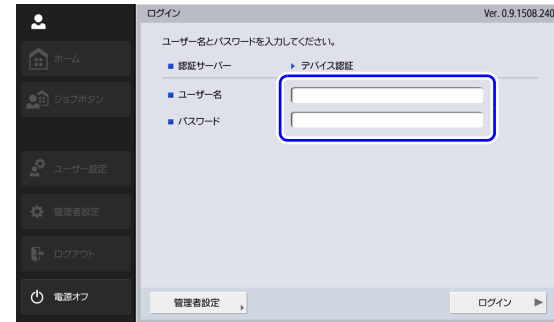 ログイン
Ver. 0.9.1508.240
ユーザー名とパスワードを入力してください。
認証サーバー
デバイス認証
ユーザー名
パスワード
ホーム
ジョブボタン
ユーザー設定
管理者設定
ログアウト
電源オフ
管理者設定
ログイン